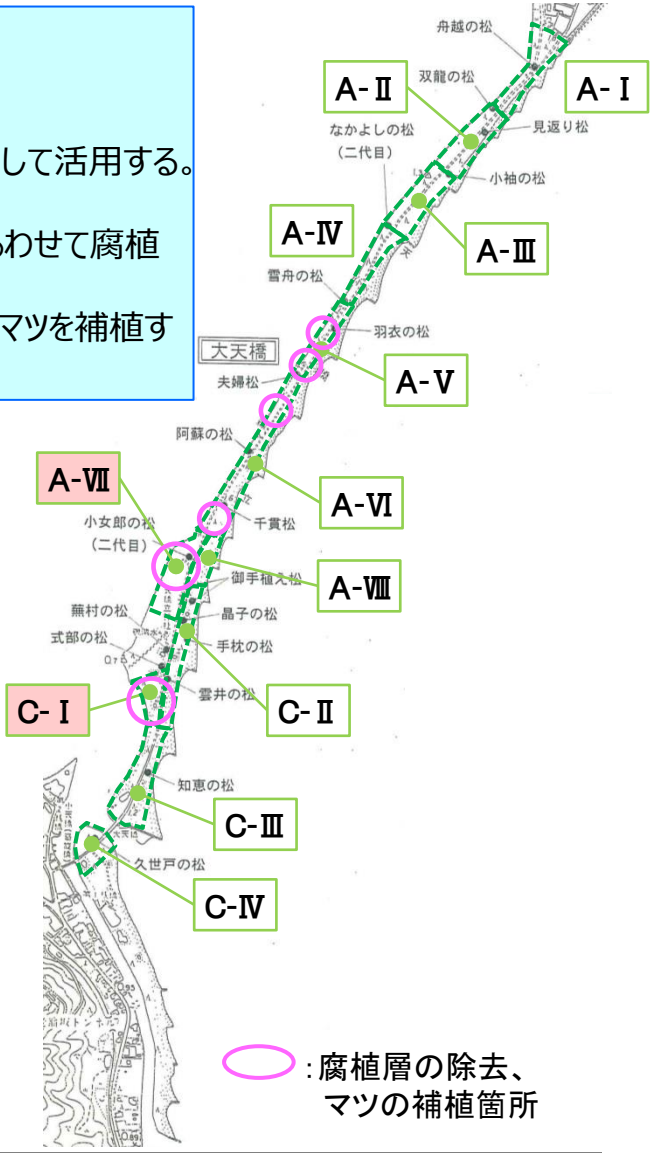 して活用する。
わせて腐植
マツを補植す
舟越の松
A-Ⅱ
A-Ⅰ
双龍の松
見返り松
なかよしの松
(二代目)
小袖の松
A-Ⅳ
A-Ⅲ
雪舟の松
羽衣の松
大天橋
夫婦松
A-Ⅴ
阿蘇の松
A-Ⅶ
A-Ⅵ
千貫松
小女郎の松
(二代目)
御手植え松
A-Ⅷ
蕪村の松
晶子の松
式部の松
手枕の松
雲井の松
C-Ⅰ
C-Ⅱ
知恵の松
C-Ⅲ
久世戸の松
C-Ⅳ
:腐植層の除去、
マツの補植箇所